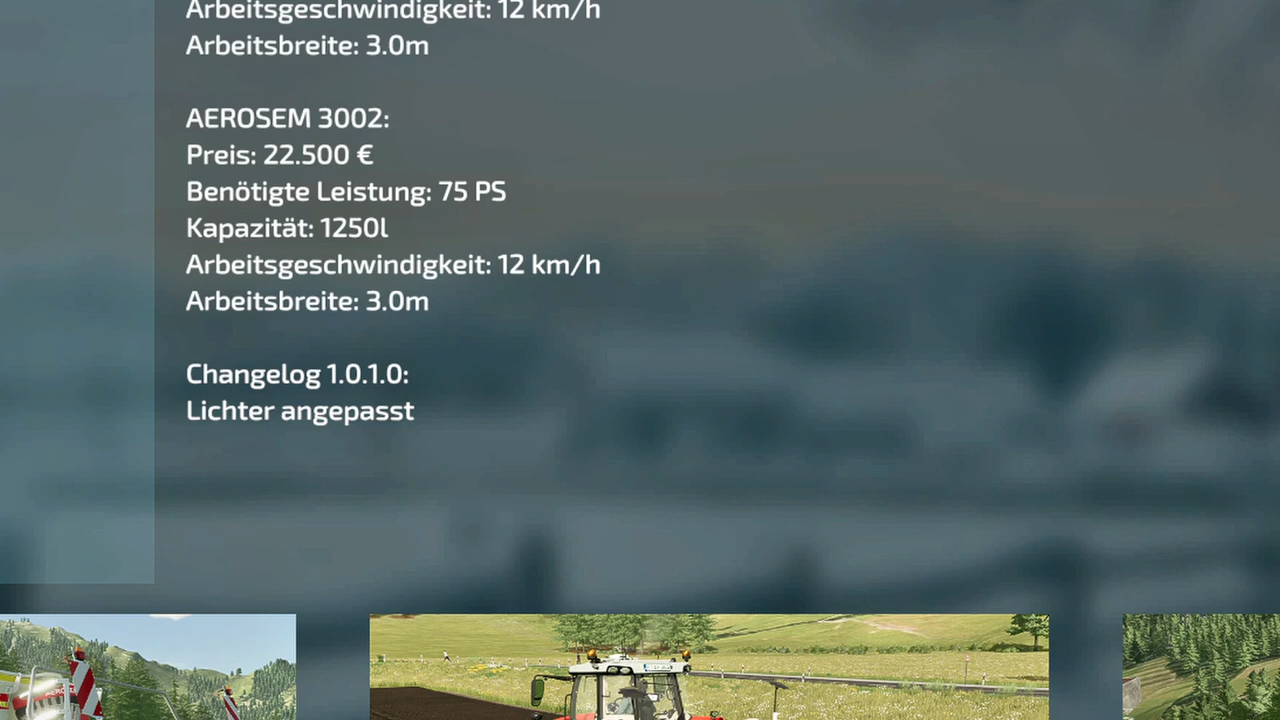 Arbeitsgeschwindigkeit: 12 km/h
Arbeitsbreite: 3.0m
AEROSEM 3002:
Preis: 22.500 €
Benötigte Leistung: 75 PS
Kapazität: 1250l
Arbeitsgeschwindigkeit: 12 km/h
Arbeitsbreite: 3.0m
Changelog 1.0.1.0:
Lichter angepasst